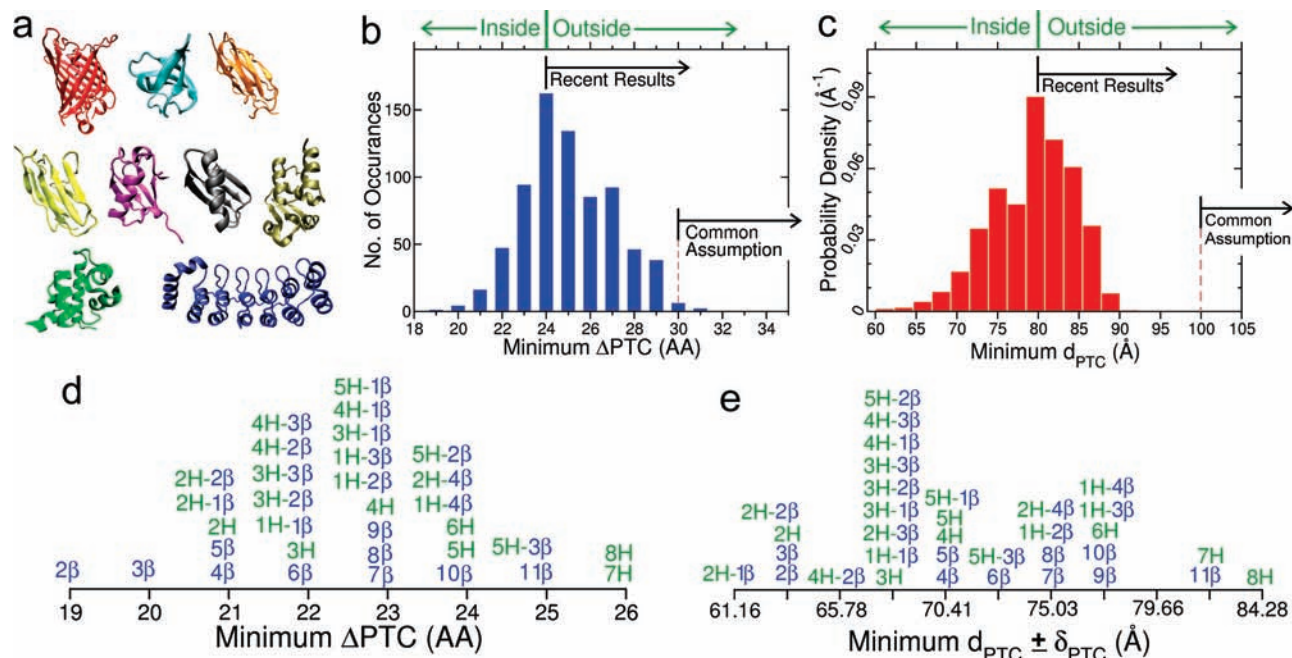 a
b
Inside Outside
Recent Results
Common
Assumption
No. of Occurances
150
100
50
0
18 20 22 24 26 28 30 32 34
Minimum ΔPTC (AA)
c
Inside Outside
Recent Results
Common
Assumption
Probability Density (Å⁻¹)
0.09
0.06
0.03
0
60 65 70 75 80 85 90 95 100 105
Minimum d_PTC (Å)
d
5H-1β
4H-1β
4H-3β
3H-1β
4H-2β
1H-3β 5H-2β
2H-2β 3H-3β 1H-2β 2H-4β
2H-1β 3H-2β 4H 1H-4β
2H 1H-1β 9β 6H
5β 3H 8β 5H 5H-3β 8H
2β 3β 4β 6β 7β 10β 11β 7H
19 20 21 22 23 24 25 26
Minimum ΔPTC (AA)
e
5H-2β
4H-3β
4H-1β
3H-3β
3H-2β 1H-4β
2H-2β 3H-1β 5H-1β 2H-4β 1H-3β
2H 2H-3β 5H 1H-2β 6H
4H
3β 1H-1β 5β 5H-3β 8β 10β 7H
2H-1β 2β 4H-2β 3H 4β 6β 7β 9β 11β 8H
61.16 65.78 70.41 75.03 79.66 84.28
Minimum d_PTC ± δ_PTC (Å)